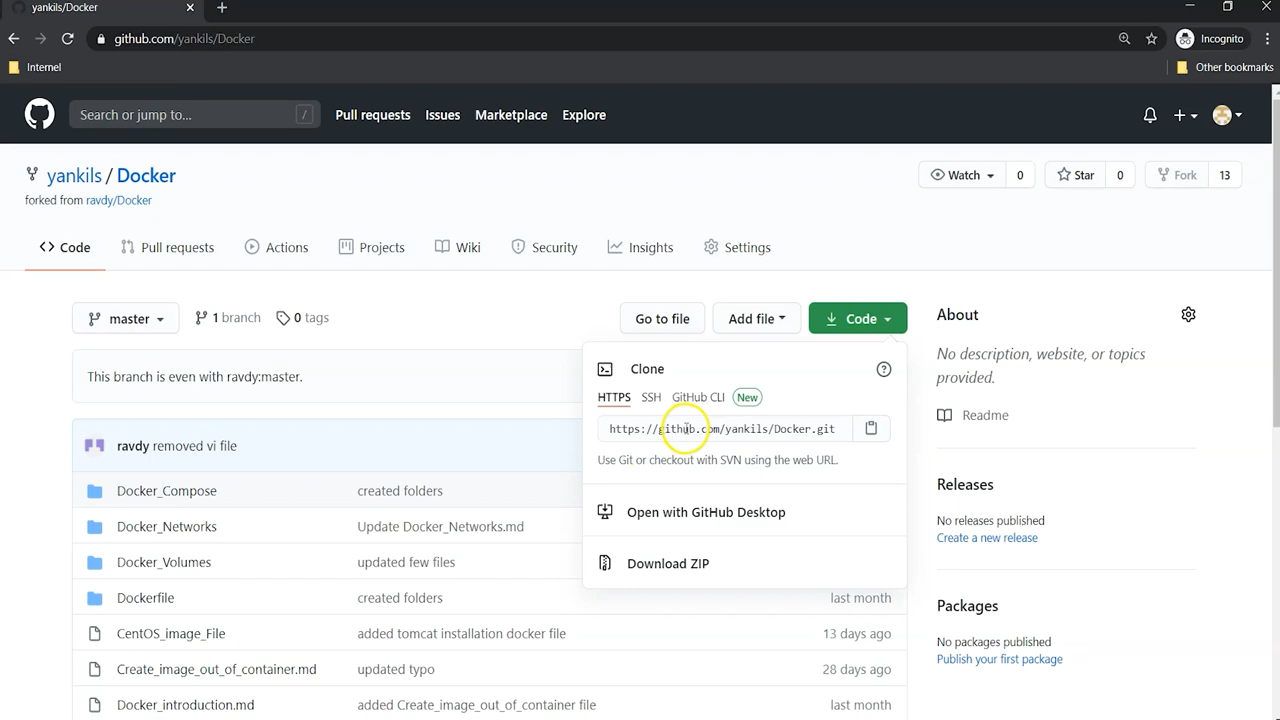 yankils/Docker
github.com/yankils/Docker
Incognito
Internet
Other bookmarks
Search or jump to...
/
Pull requests
Issues
Marketplace
Explore
yankils / Docker
forked from ravdy/Docker
Watch
0
Star
0
Fork
13
Code
Pull requests
Actions
Projects
Wiki
Security
Insights
Settings
master
1 branch
0 tags
Go to file
Add file
Code
About
No description, website, or topics
provided.
Readme
Releases
No releases published
Create a new release
Packages
No packages published
Publish your first package
This branch is even with ravdy:master.
Clone
HTTPS
SSH
GitHub CLI
New
https://github.com/yankils/Docker.git
Use Git or checkout with SVN using the web URL.
Open with GitHub Desktop
Download ZIP
ravdy removed vi file
Docker_Compose
created folders
Docker_Networks
Update Docker_Networks.md
Docker_Volumes
updated few files
Dockerfile
created folders
last month
CentOS_image_File
added tomcat installation docker file
13 days ago
Create_image_out_of_container.md
updated typo
28 days ago
Docker_introduction.md
added Create_image_out_of_container file
last month